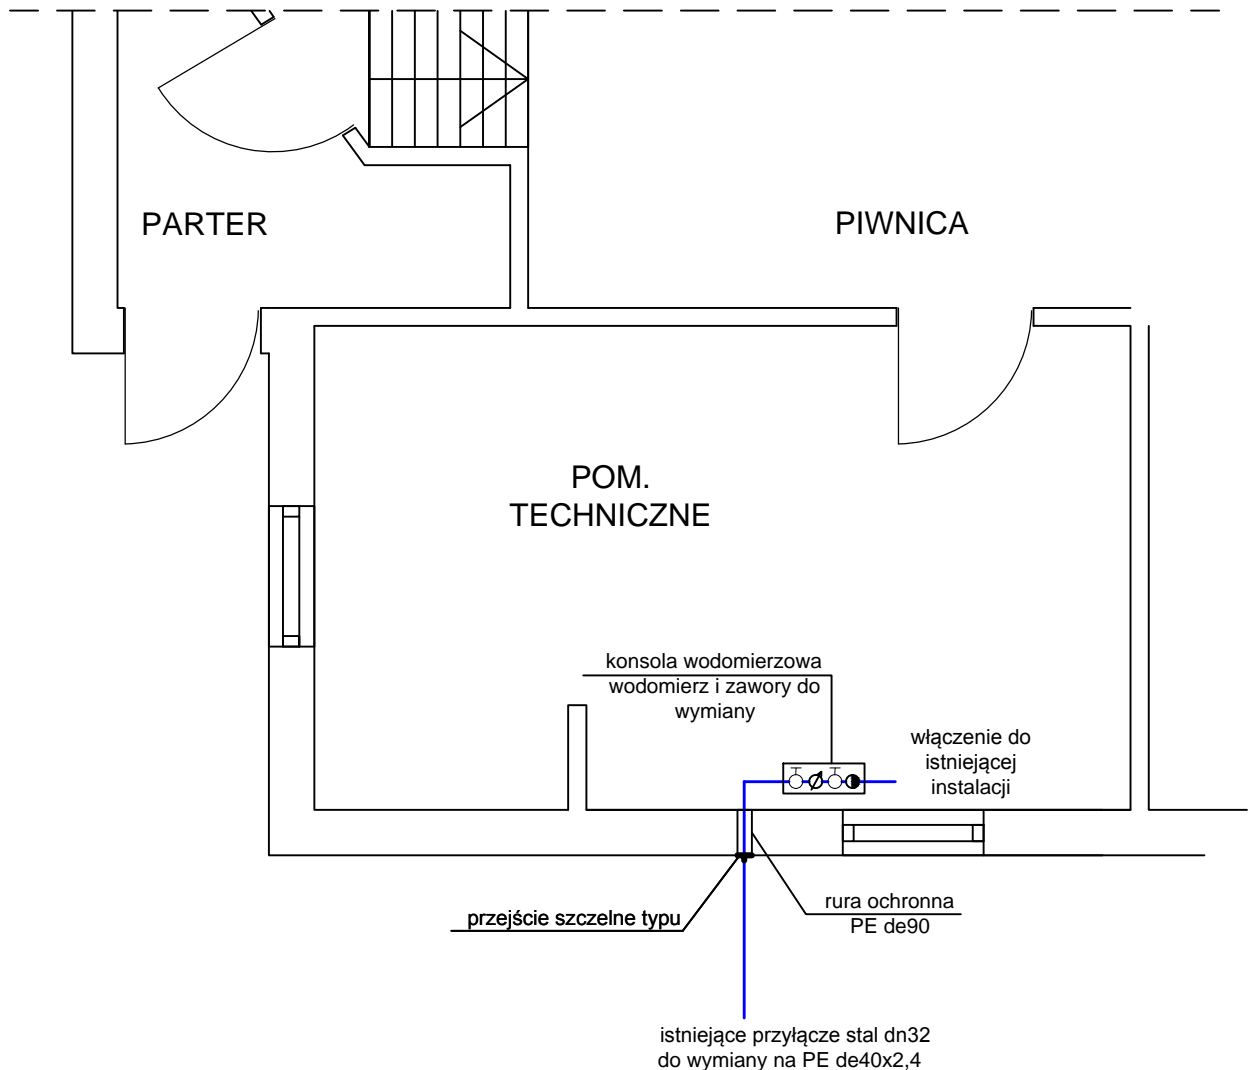 PARTER
PIWNICA
POM.
TECHNICZNE
konsola wodomierzowa
wodomierz i zawory do
wymiany
włączenie do
istniejącej
instalacji
przejście szczelne typu
rura ochronna
PE de90
istniejące przyłącze stal dn32
do wymiany na PE de40x2,4